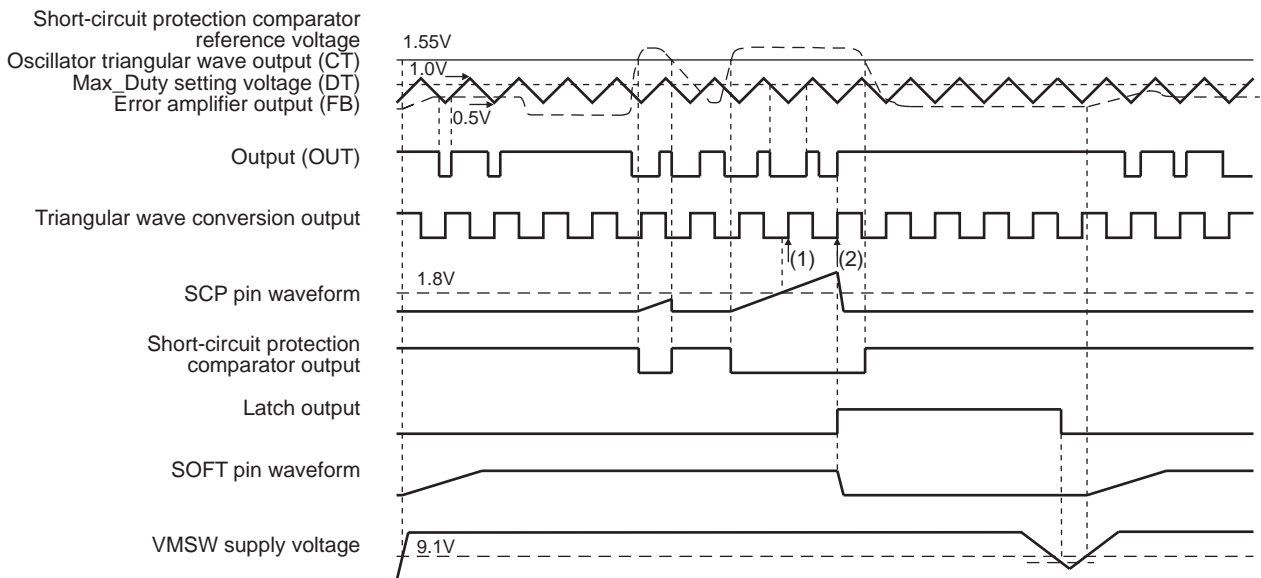 Short-circuit protection comparator
reference voltage
1.55V
Oscillator triangular wave output (CT)
1.0V
Max_Duty setting voltage (DT)
Error amplifier output (FB)
0.5V
Output (OUT)
Triangular wave conversion output
(1)
(2)
1.8V
SCP pin waveform
Short-circuit protection
comparator output
Latch output
SOFT pin waveform
VMSW supply voltage
9.1V